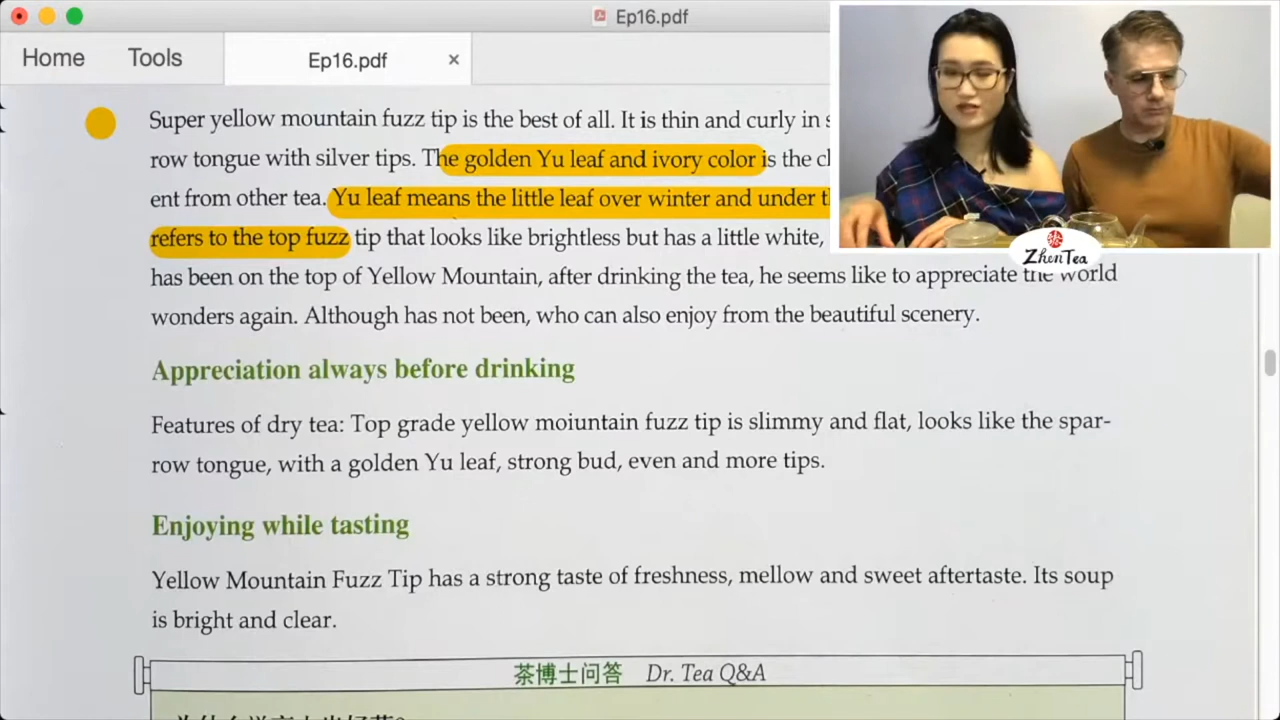 Ep16.pdf
Home
Tools
Ep16.pdf
Super yellow mountain fuzz tip is the best of all. It is thin and curly in
row tongue with silver tips. The golden Yu leaf and ivory color is the
ent from other tea. Yu leaf means the little leaf over winter and under
refers to the top fuzz tip that looks like brightless but has a little white,
has been on the top of Yellow Mountain, after drinking the tea, he seems like to appreciate the world
wonders again. Although has not been, who can also enjoy from the beautiful scenery.
ZhenTea
Appreciation always before drinking
Features of dry tea: Top grade yellow moiuntain fuzz tip is slimmy and flat, looks like the spar-
row tongue, with a golden Yu leaf, strong bud, even and more tips.
Enjoying while tasting
Yellow Mountain Fuzz Tip has a strong taste of freshness, mellow and sweet aftertaste. Its soup
is bright and clear.
茶博士问答 Dr. Tea Q&A